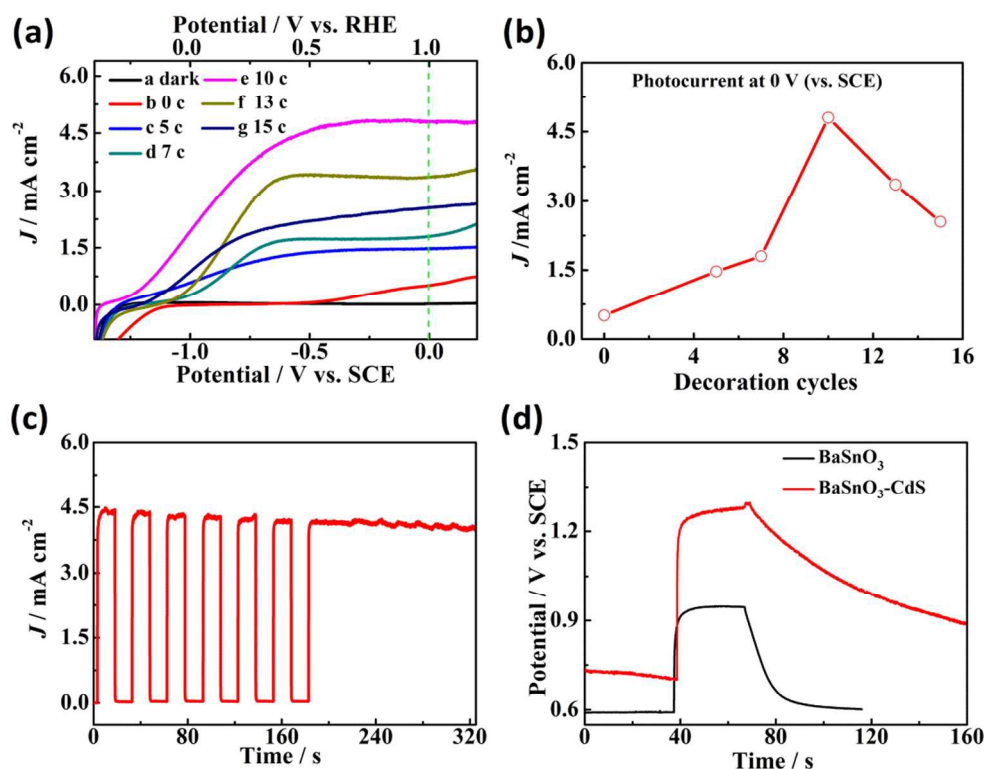 (a)
Potential / V vs. RHE
0.0 0.5 1.0
6.0
4.5
3.0
1.5
0.0
J / mA cm⁻²
a dark
b 0 c
c 5 c
d 7 c
e 10 c
f 13 c
g 15 c
-1.0 -0.5 0.0
Potential / V vs. SCE
(b)
Photocurrent at 0 V (vs. SCE)
6.0
4.5
3.0
1.5
0.0
J /mA cm⁻²
0 4 8 12 16
Decoration cycles
(c)
6.0
4.5
3.0
1.5
0.0
J / mA cm⁻²
0 80 160 240 320
Time / s
(d)
1.5
1.2
0.9
0.6
Potential / V vs. SCE
BaSnO₃
BaSnO₃-CdS
0 40 80 120 160
Time / s